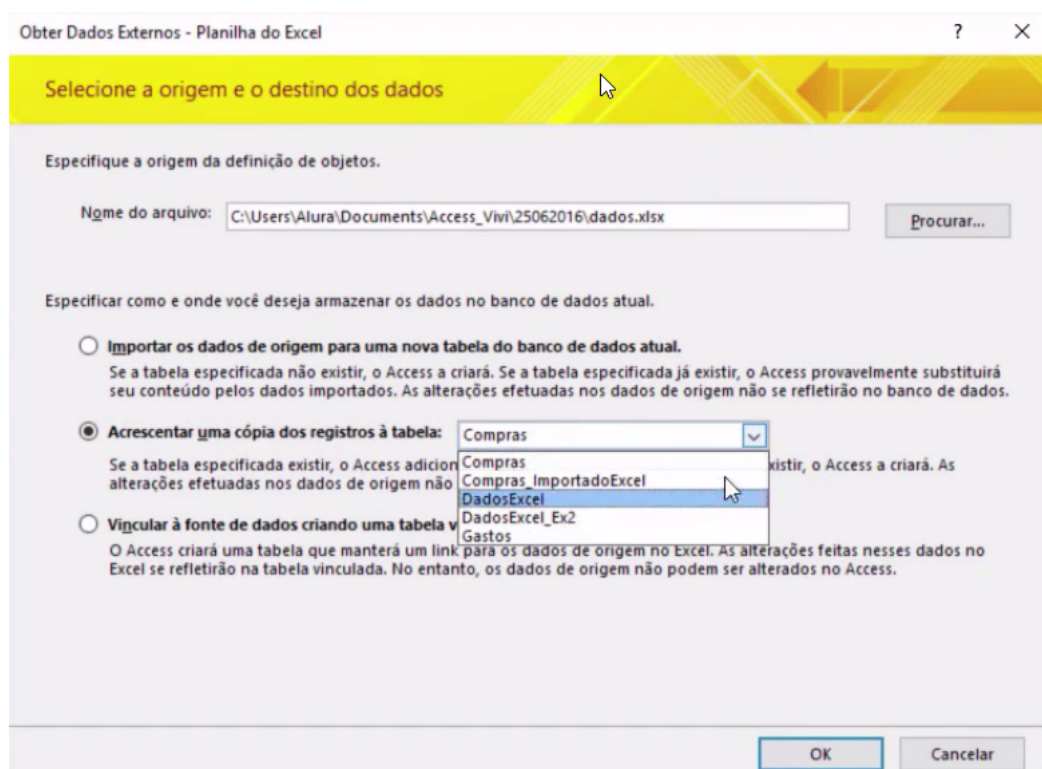 Obter Dados Externos - Planilha do Excel
?
Selecione a origem e o destino dos dados
Especifique a origem da definição de objetos.
Nome do arquivo: C:\Users\Alura\Documents\Access_Vivi\25062016\dados.xlsx Procurar...
Especificar como e onde você deseja armazenar os dados no banco de dados atual.
Importar os dados de origem para uma nova tabela do banco de dados atual.
Se a tabela especificada não existir, o Access a criará. Se a tabela especificada já existir, o Access provavelmente substituirá
seu conteúdo pelos dados importados. As alterações efetuadas nos dados de origem não se refletirão no banco de dados.
Acrescentar uma cópia dos registros à tabela: Compras
Se a tabela especificada existir, o Access adicion Compras xistir, o Access a criará. As
alterações efetuadas nos dados de origem não Compras_ImportadoExcel
DadosExcel
Vincular à fonte de dados criando uma tabela v DadosExcel_Ex2
Gastos
O Access criará uma tabela que manterá um link para os dados de origem no Excel. As alterações feitas nesses dados no
Excel se refletirão na tabela vinculada. No entanto, os dados de origem não podem ser alterados no Access.
OK Cancelar